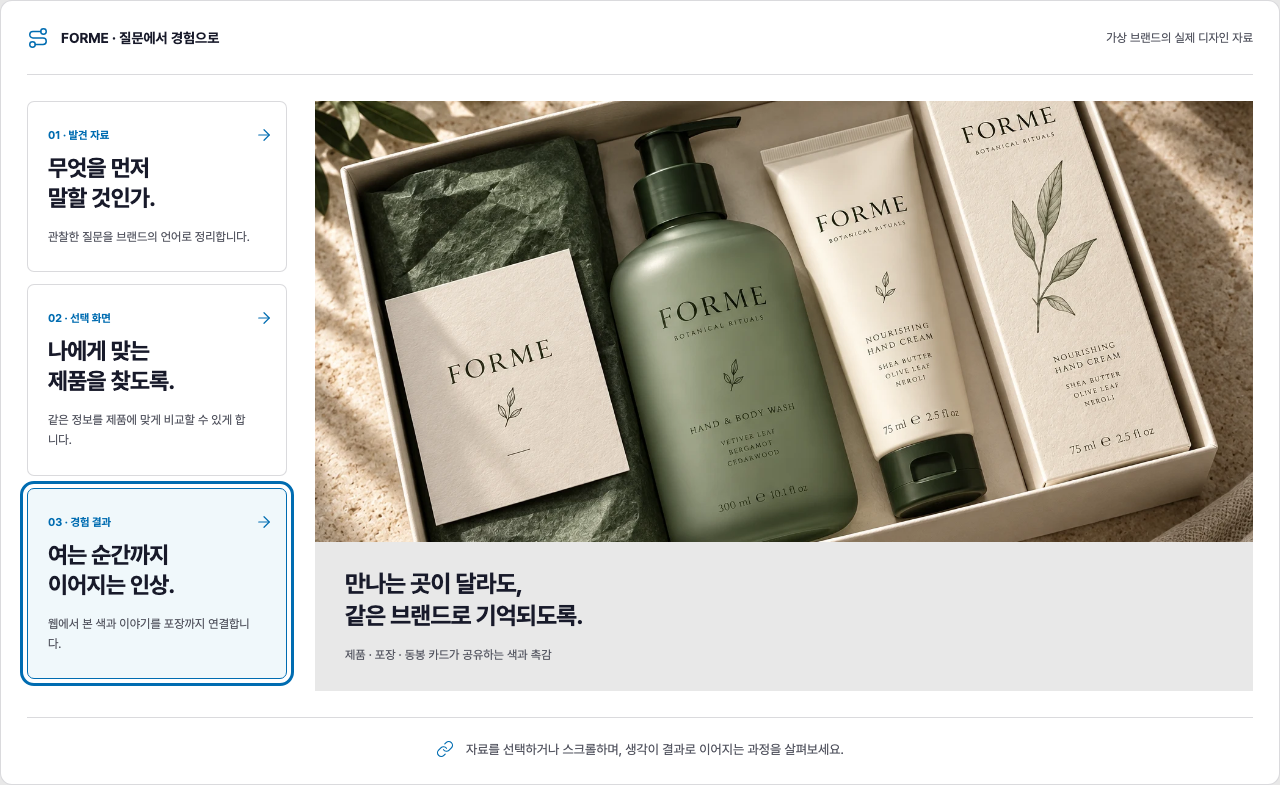 FORME · 질문에서 경험으로
가상 브랜드의 실제 디자인 자료
01 · 발견 자료
무엇을 먼저
말할 것인가.
관찰한 질문을 브랜드의 언어로 정리합니다.
02 · 선택 화면
나에게 맞는
제품을 찾도록.
같은 정보를 제품에 맞게 비교할 수 있게 합
니다.
03 · 경험 결과
여는 순간까지
이어지는 인상.
웹에서 본 색과 이야기를 포장까지 연결합니
다.
FORME
FORME
BOTANICAL RITUALS
HAND & BODY WASH
VETIVER LEAF
BERGAMOT
CEDARWOOD
300 ml ℮ 10.1 fl oz
FORME
BOTANICAL RITUALS
NOURISHING
HAND CREAM
SHEA BUTTER
OLIVE LEAF
NEROLI
75 ml ℮ 2.5 fl oz
FORME
BOTANICAL RITUALS
NOURISHING
HAND CREAM
SHEA BUTTER
OLIVE LEAF
NEROLI
75 ml ℮ 2.5 fl oz
만나는 곳이 달라도,
같은 브랜드로 기억되도록.
제품 · 포장 · 동봉 카드가 공유하는 색과 촉감
자료를 선택하거나 스크롤하며, 생각이 결과로 이어지는 과정을 살펴보세요.